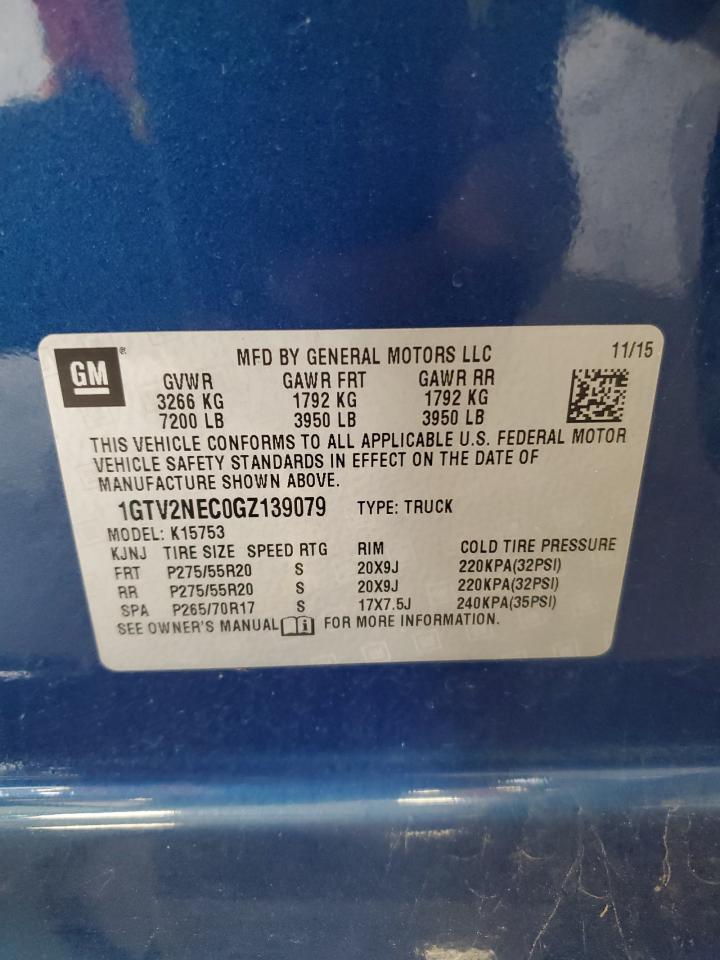 GM® MFD BY GENERAL MOTORS LLC 11/15
GVWR GAWR FRT GAWR RR
3266 KG 1792 KG 1792 KG
7200 LB 3950 LB 3950 LB
THIS VEHICLE CONFORMS TO ALL APPLICABLE U.S. FEDERAL MOTOR
VEHICLE SAFETY STANDARDS IN EFFECT ON THE DATE OF
MANUFACTURE SHOWN ABOVE.
1GTV2NEC0GZ139079 TYPE: TRUCK
MODEL: K15753
KJNJ TIRE SIZE SPEED RTG RIM COLD TIRE PRESSURE
FRT P275/55R20 S 20X9J 220KPA(32PSI)
RR P275/55R20 S 20X9J 220KPA(32PSI)
SPA P265/70R17 S 17X7.5J 240KPA(35PSI)
SEE OWNER'S MANUAL FOR MORE INFORMATION.